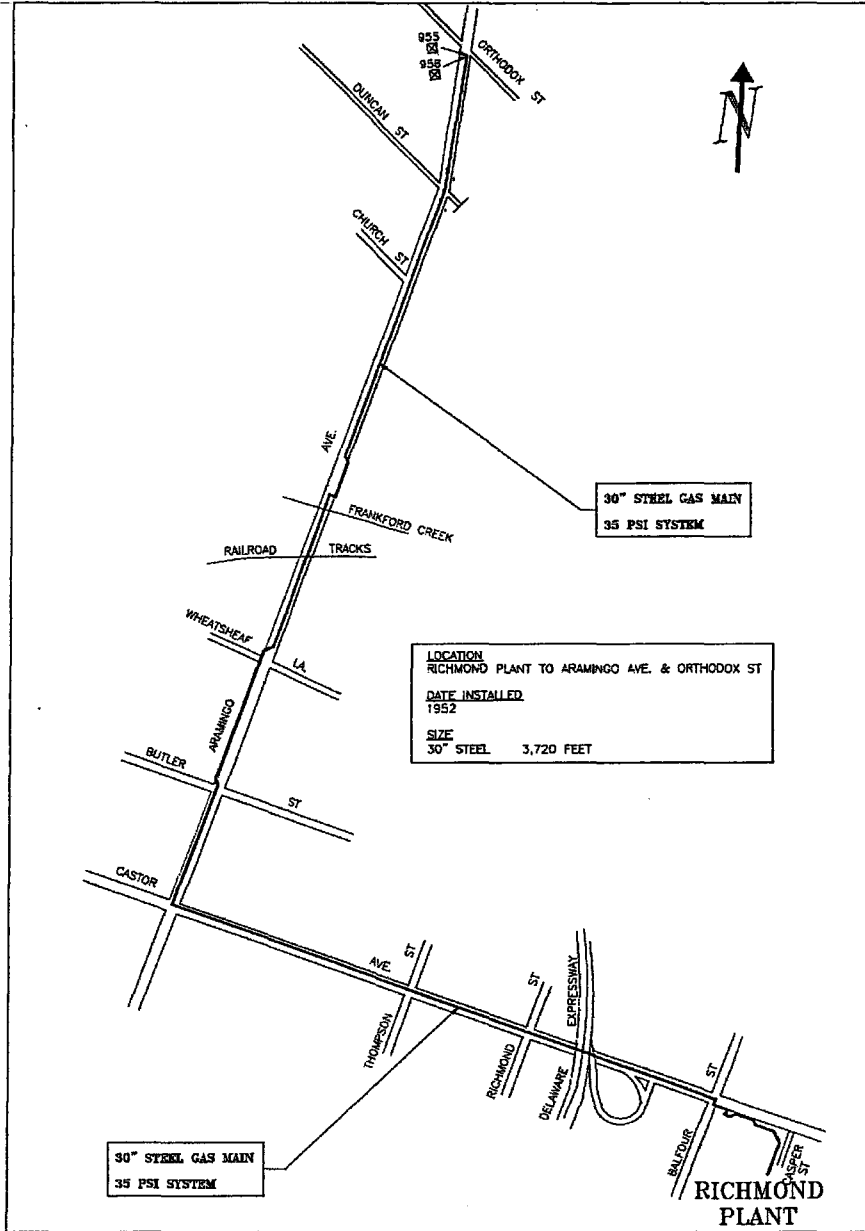 955
956
ORTHODOX ST
N
DUNCAN ST
CHURCH ST
AVE.
30" STEEL GAS MAIN
35 PSI SYSTEM
FRANKFORD CREEK
RAILROAD TRACKS
WHEATSHEAF LA.
LOCATION
RICHMOND PLANT TO ARAMINGO AVE. & ORTHODOX ST
DATE INSTALLED
1952
SIZE
30" STEEL 3,720 FEET
ARAMINGO
BUTLER ST
CASTOR AVE.
THOMPSON ST
RICHMOND ST
DELAWARE EXPRESSWAY
BALFOUR ST
CASPER ST
30" STEEL GAS MAIN
35 PSI SYSTEM
RICHMOND
PLANT